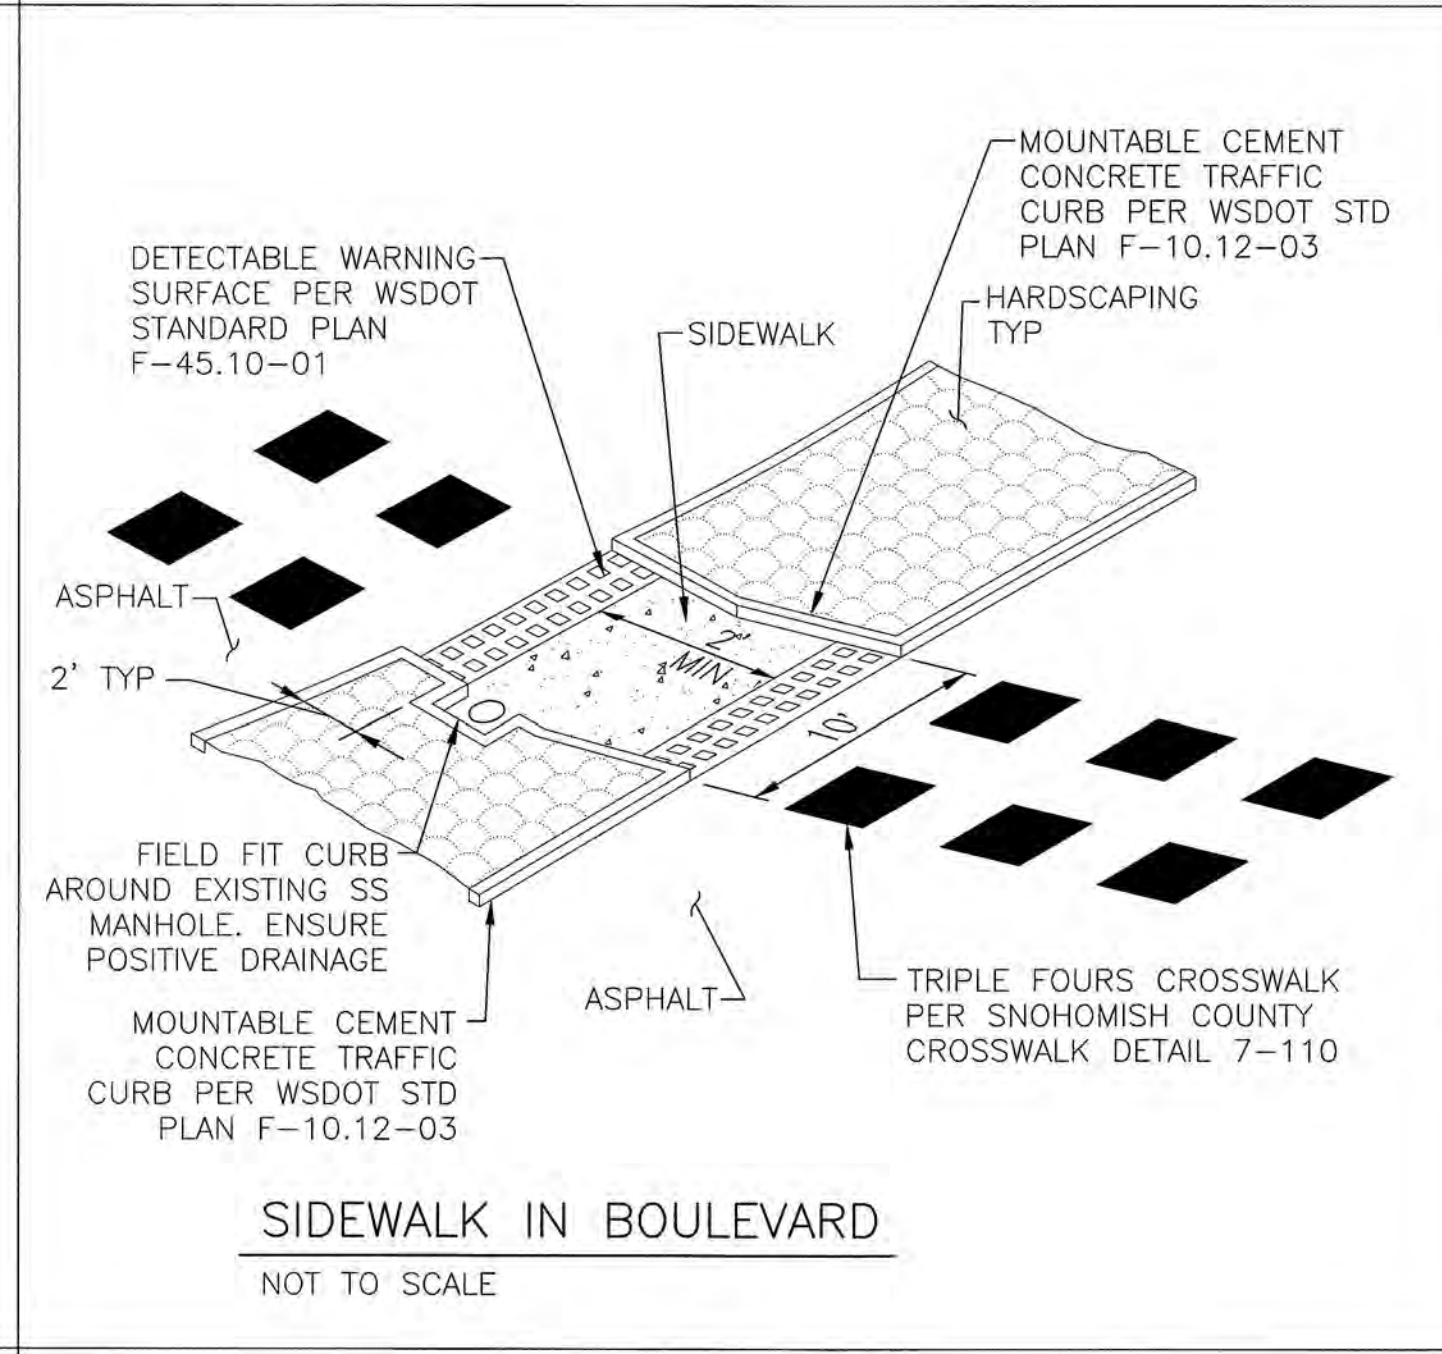 MOUNTABLE CEMENT
CONCRETE TRAFFIC
CURB PER WSDOT STD
PLAN F-10.12-03
DETECTABLE WARNING
SURFACE PER WSDOT
STANDARD PLAN
F-45.10-01
HARDSCAPING
TYP
SIDEWALK
ASPHALT
2' TYP
2'
MIN
10'
FIELD FIT CURB
AROUND EXISTING SS
MANHOLE. ENSURE
POSITIVE DRAINAGE
MOUNTABLE CEMENT
CONCRETE TRAFFIC
CURB PER WSDOT STD
PLAN F-10.12-03
ASPHALT
TRIPLE FOURS CROSSWALK
PER SNOHOMISH COUNTY
CROSSWALK DETAIL 7-110
SIDEWALK IN BOULEVARD
NOT TO SCALE